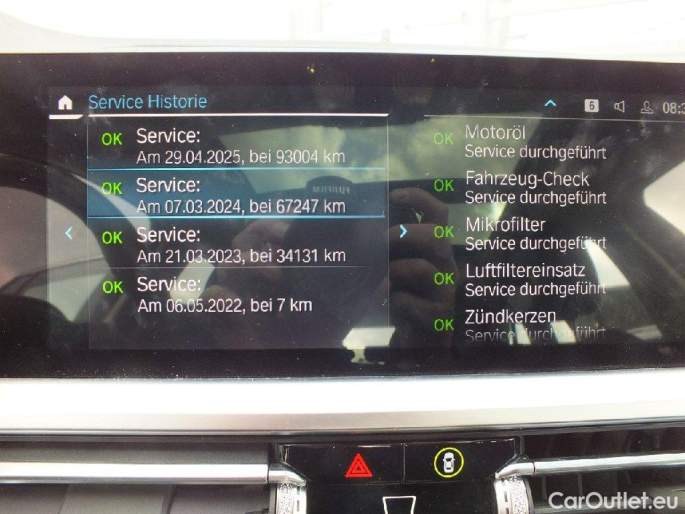 Service Historie
6
OK Service:
Am 29.04.2025, bei 93004 km
OK Service:
Am 07.03.2024, bei 67247 km
OK Service:
Am 21.03.2023, bei 34131 km
OK Service:
Am 06.05.2022, bei 7 km
OK Motoröl
Service durchgeführt
OK Fahrzeug-Check
Service durchgeführt
OK Mikrofilter
Service durchgeführt
OK Luftfiltereinsatz
Service durchgeführt
OK Zündkerzen
Service durchgeführt
CarOutlet.eu